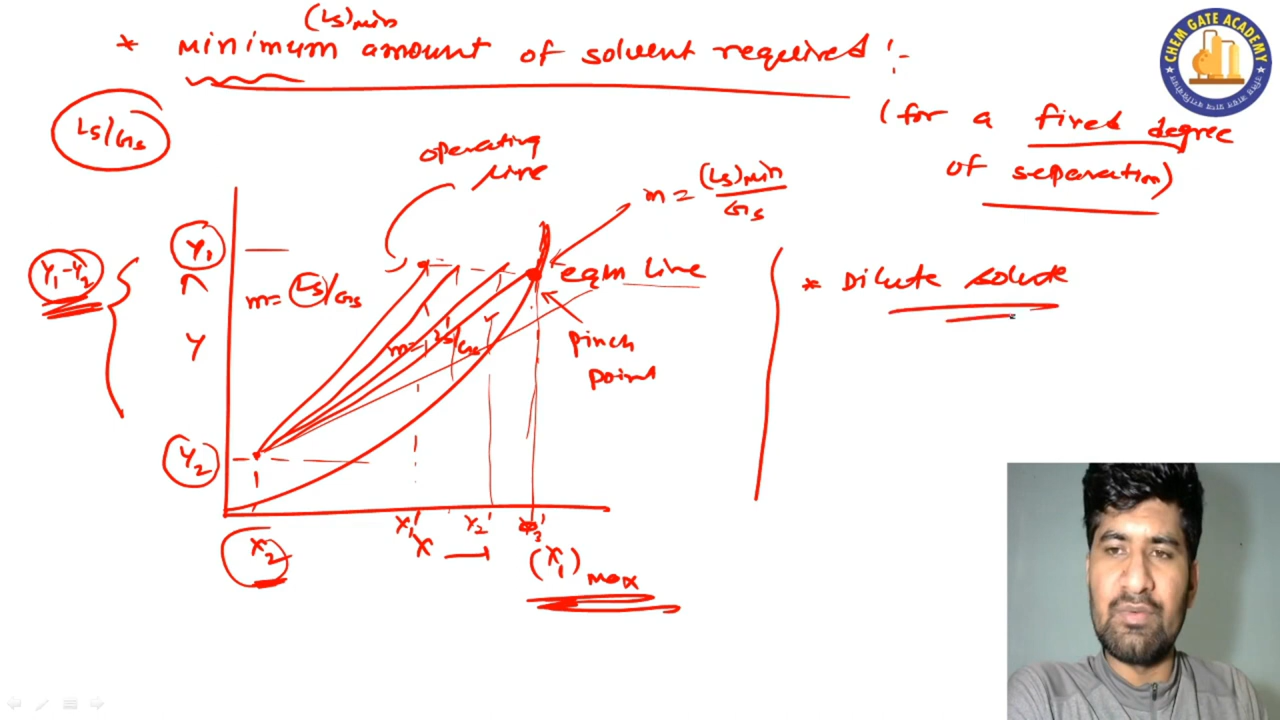 (Ls)min
* minimum amount of solvent required :-
(for a fixed degree
of separation)
Ls/Gs
operating
line
m = (Ls)min/Gs
Y1
Y1-Y2
m = Ls/Gs
eqm line
* Dilute solute
Y
m = Ls/Gs
pinch
point
Y2
X2
X1'
X2'
X3'
X
(X1)max
CHEM GATE ACADEMY